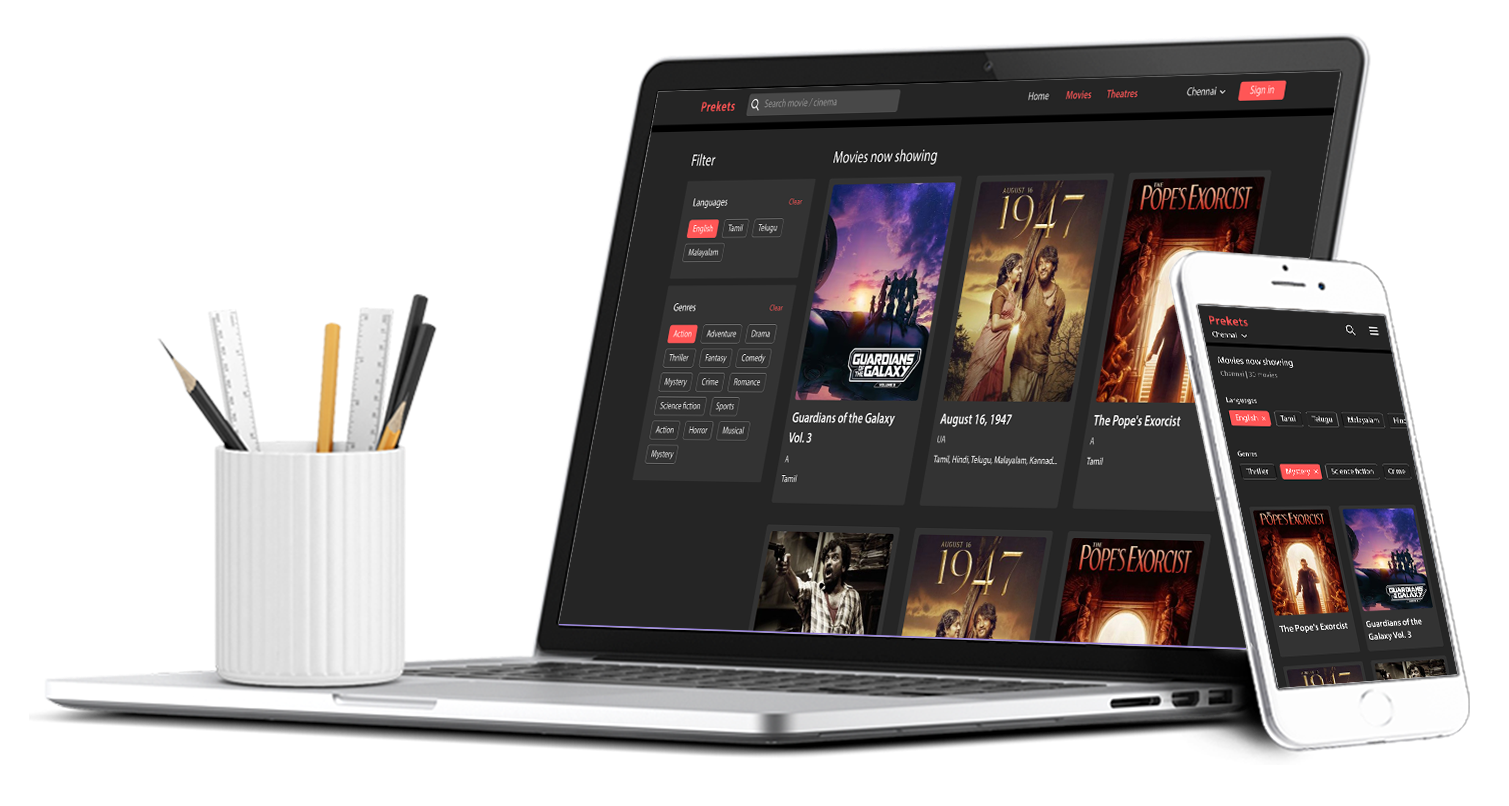 Prekets
Search movie / cinema
Home Movies Theatres
Chennai
Sign in
Filter
Languages Clear
English Tamil Telugu
Malayalam
Genres Clear
Action Adventure Drama
Thriller Fantasy Comedy
Mystery Crime Romance
Science fiction Sports
Action Horror Musical
Mystery
Movies now showing
GUARDIANS
OF THE GALAXY
VOLUME 3
Guardians of the Galaxy
Vol. 3
A
Tamil
AUGUST 16
1947
August 16, 1947
UA
Tamil, Hindi, Telugu, Malayalam, Kannad...
THE
POPE'S EXORCIST
The Pope's Exorcist
A
Tamil
AUGUST 16
1947
THE
POPE'S EXORCIST
Prekets
Chennai
Movies now showing
Chennai | 30 movies
Languages
English × Tamil Telugu Malayalam Hin
Genres
Thriller Mystery × Science fiction Crime
THE
POPE'S EXORCIST
The Pope's Exorcist
GUARDIANS
OF THE GALAXY
Guardians of the
Galaxy Vol. 3
1947